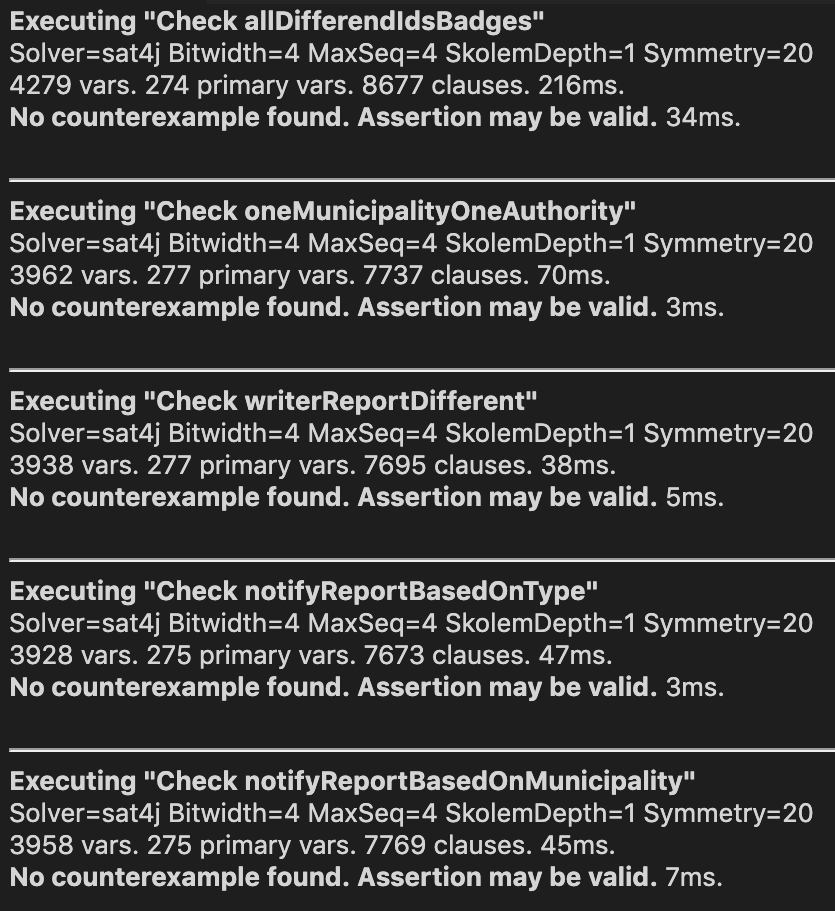 Executing "Check allDifferendIdsBadges"
Solver=sat4j Bitwidth=4 MaxSeq=4 SkolemDepth=1 Symmetry=20
4279 vars. 274 primary vars. 8677 clauses. 216ms.
No counterexample found. Assertion may be valid. 34ms.
Executing "Check oneMunicipalityOneAuthority"
Solver=sat4j Bitwidth=4 MaxSeq=4 SkolemDepth=1 Symmetry=20
3962 vars. 277 primary vars. 7737 clauses. 70ms.
No counterexample found. Assertion may be valid. 3ms.
Executing "Check writerReportDifferent"
Solver=sat4j Bitwidth=4 MaxSeq=4 SkolemDepth=1 Symmetry=20
3938 vars. 277 primary vars. 7695 clauses. 38ms.
No counterexample found. Assertion may be valid. 5ms.
Executing "Check notifyReportBasedOnType"
Solver=sat4j Bitwidth=4 MaxSeq=4 SkolemDepth=1 Symmetry=20
3928 vars. 275 primary vars. 7673 clauses. 47ms.
No counterexample found. Assertion may be valid. 3ms.
Executing "Check notifyReportBasedOnMunicipality"
Solver=sat4j Bitwidth=4 MaxSeq=4 SkolemDepth=1 Symmetry=20
3958 vars. 275 primary vars. 7769 clauses. 45ms.
No counterexample found. Assertion may be valid. 7ms.